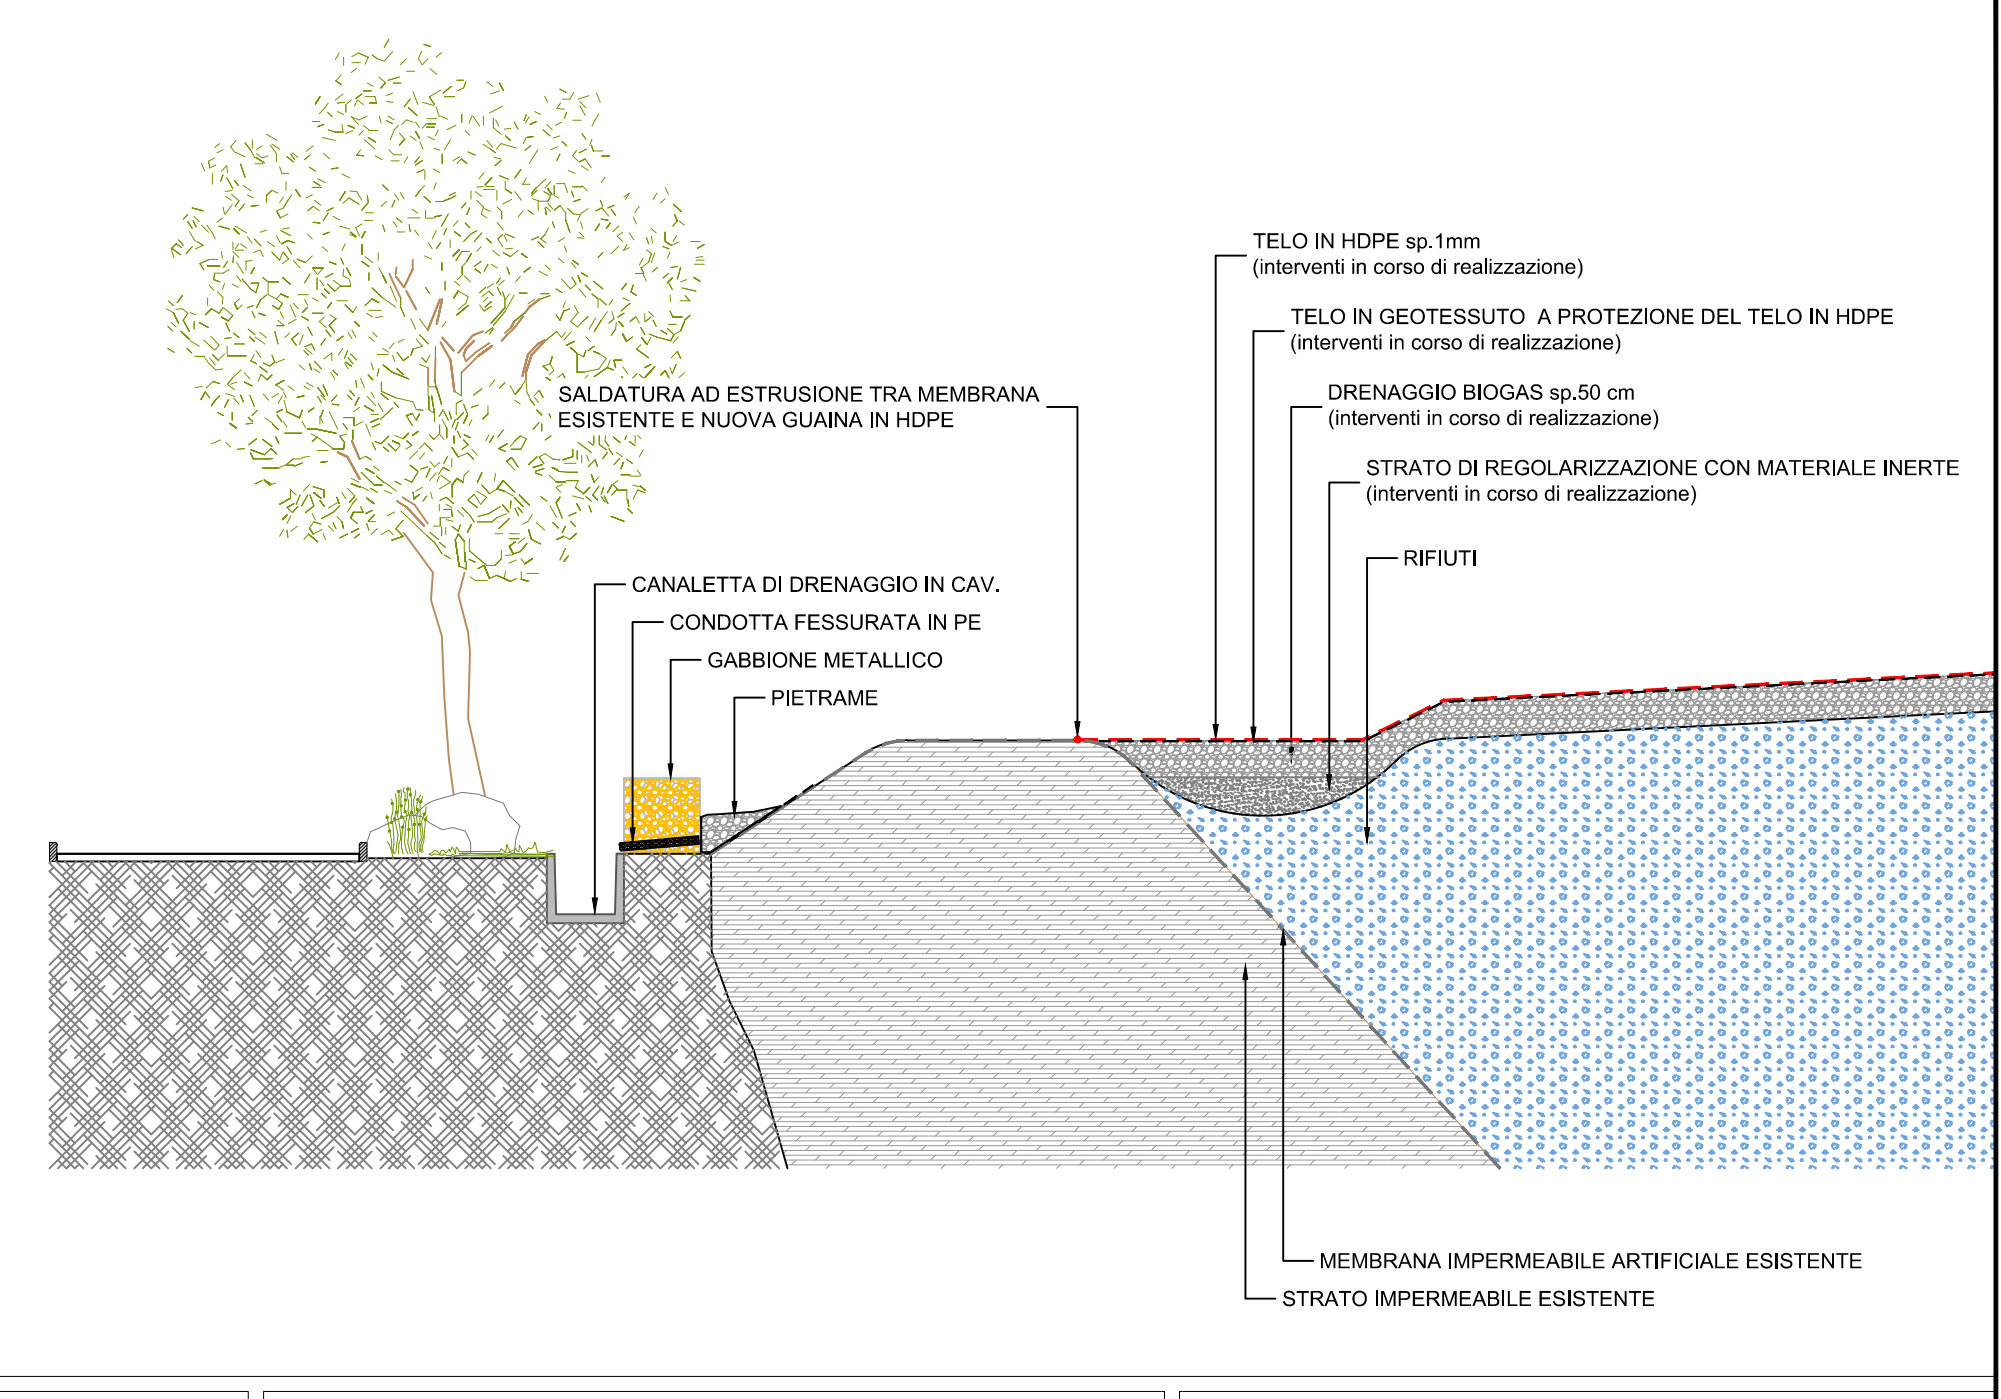 TELO IN HDPE sp.1mm
(interventi in corso di realizzazione)
TELO IN GEOTESSUTO A PROTEZIONE DEL TELO IN HDPE
(interventi in corso di realizzazione)
SALDATURA AD ESTRUSIONE TRA MEMBRANA
ESISTENTE E NUOVA GUAINA IN HDPE
DRENAGGIO BIOGAS sp.50 cm
(interventi in corso di realizzazione)
STRATO DI REGOLARIZZAZIONE CON MATERIALE INERTE
(interventi in corso di realizzazione)
RIFIUTI
CANALETTA DI DRENAGGIO IN CAV.
CONDOTTA FESSURATA IN PE
GABBIONE METALLICO
PIETRAME
MEMBRANA IMPERMEABILE ARTIFICIALE ESISTENTE
STRATO IMPERMEABILE ESISTENTE